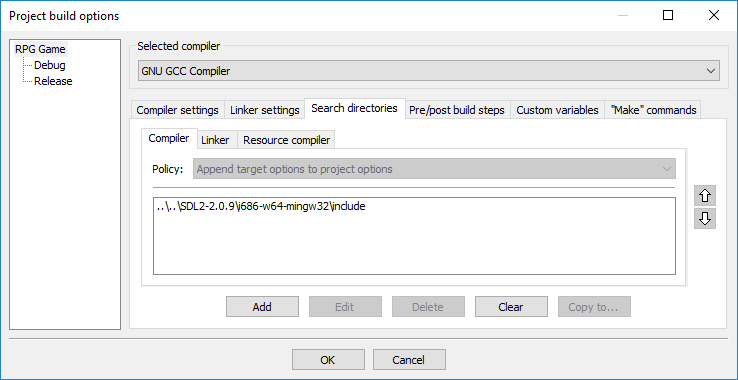 Project build options
RPG Game
Debug
Release
Selected compiler
GNU GCC Compiler
Compiler settings Linker settings Search directories Pre/post build steps Custom variables "Make" commands
Compiler Linker Resource compiler
Policy: Append target options to project options
..\..\SDL2-2.0.9\i686-w64-mingw32\include
Add Edit Delete Clear Copy to...
OK Cancel